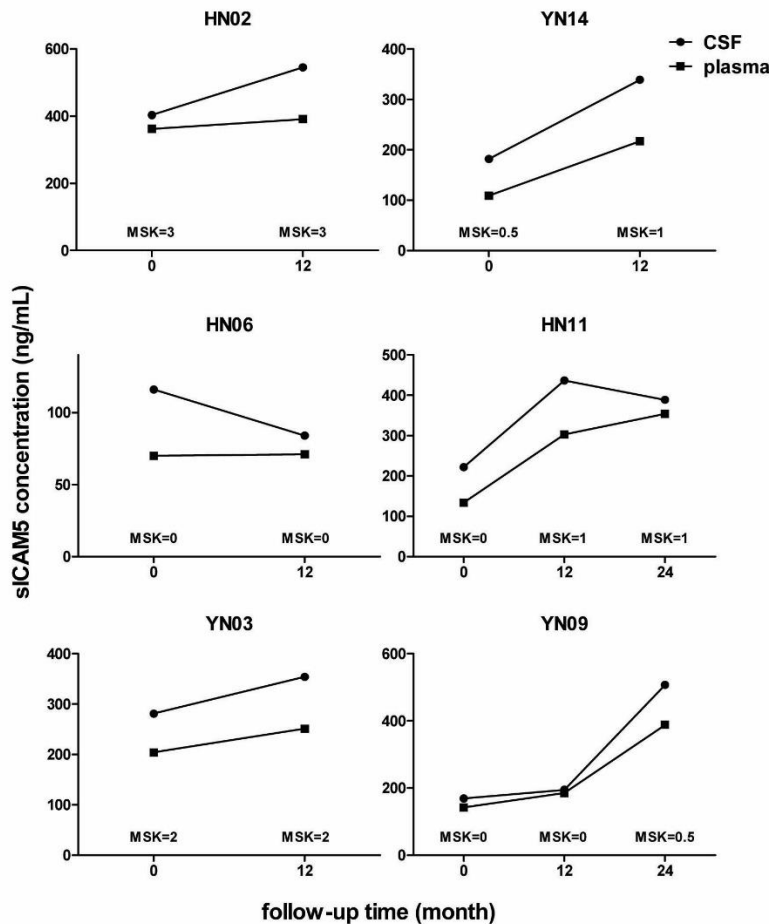 HN02
600
400
200
0
MSK=3 MSK=3
0 12
YN14
400
300
200
100
0
MSK=0.5 MSK=1
0 12
CSF
plasma
HN06
100
50
0
MSK=0 MSK=0
0 12
HN11
500
400
300
200
100
0
MSK=0 MSK=1 MSK=1
0 12 24
YN03
400
300
200
100
0
MSK=2 MSK=2
0 12
YN09
600
400
200
0
MSK=0 MSK=0 MSK=0.5
0 12 24
sICAM5 concentration (ng/mL)
follow-up time (month)